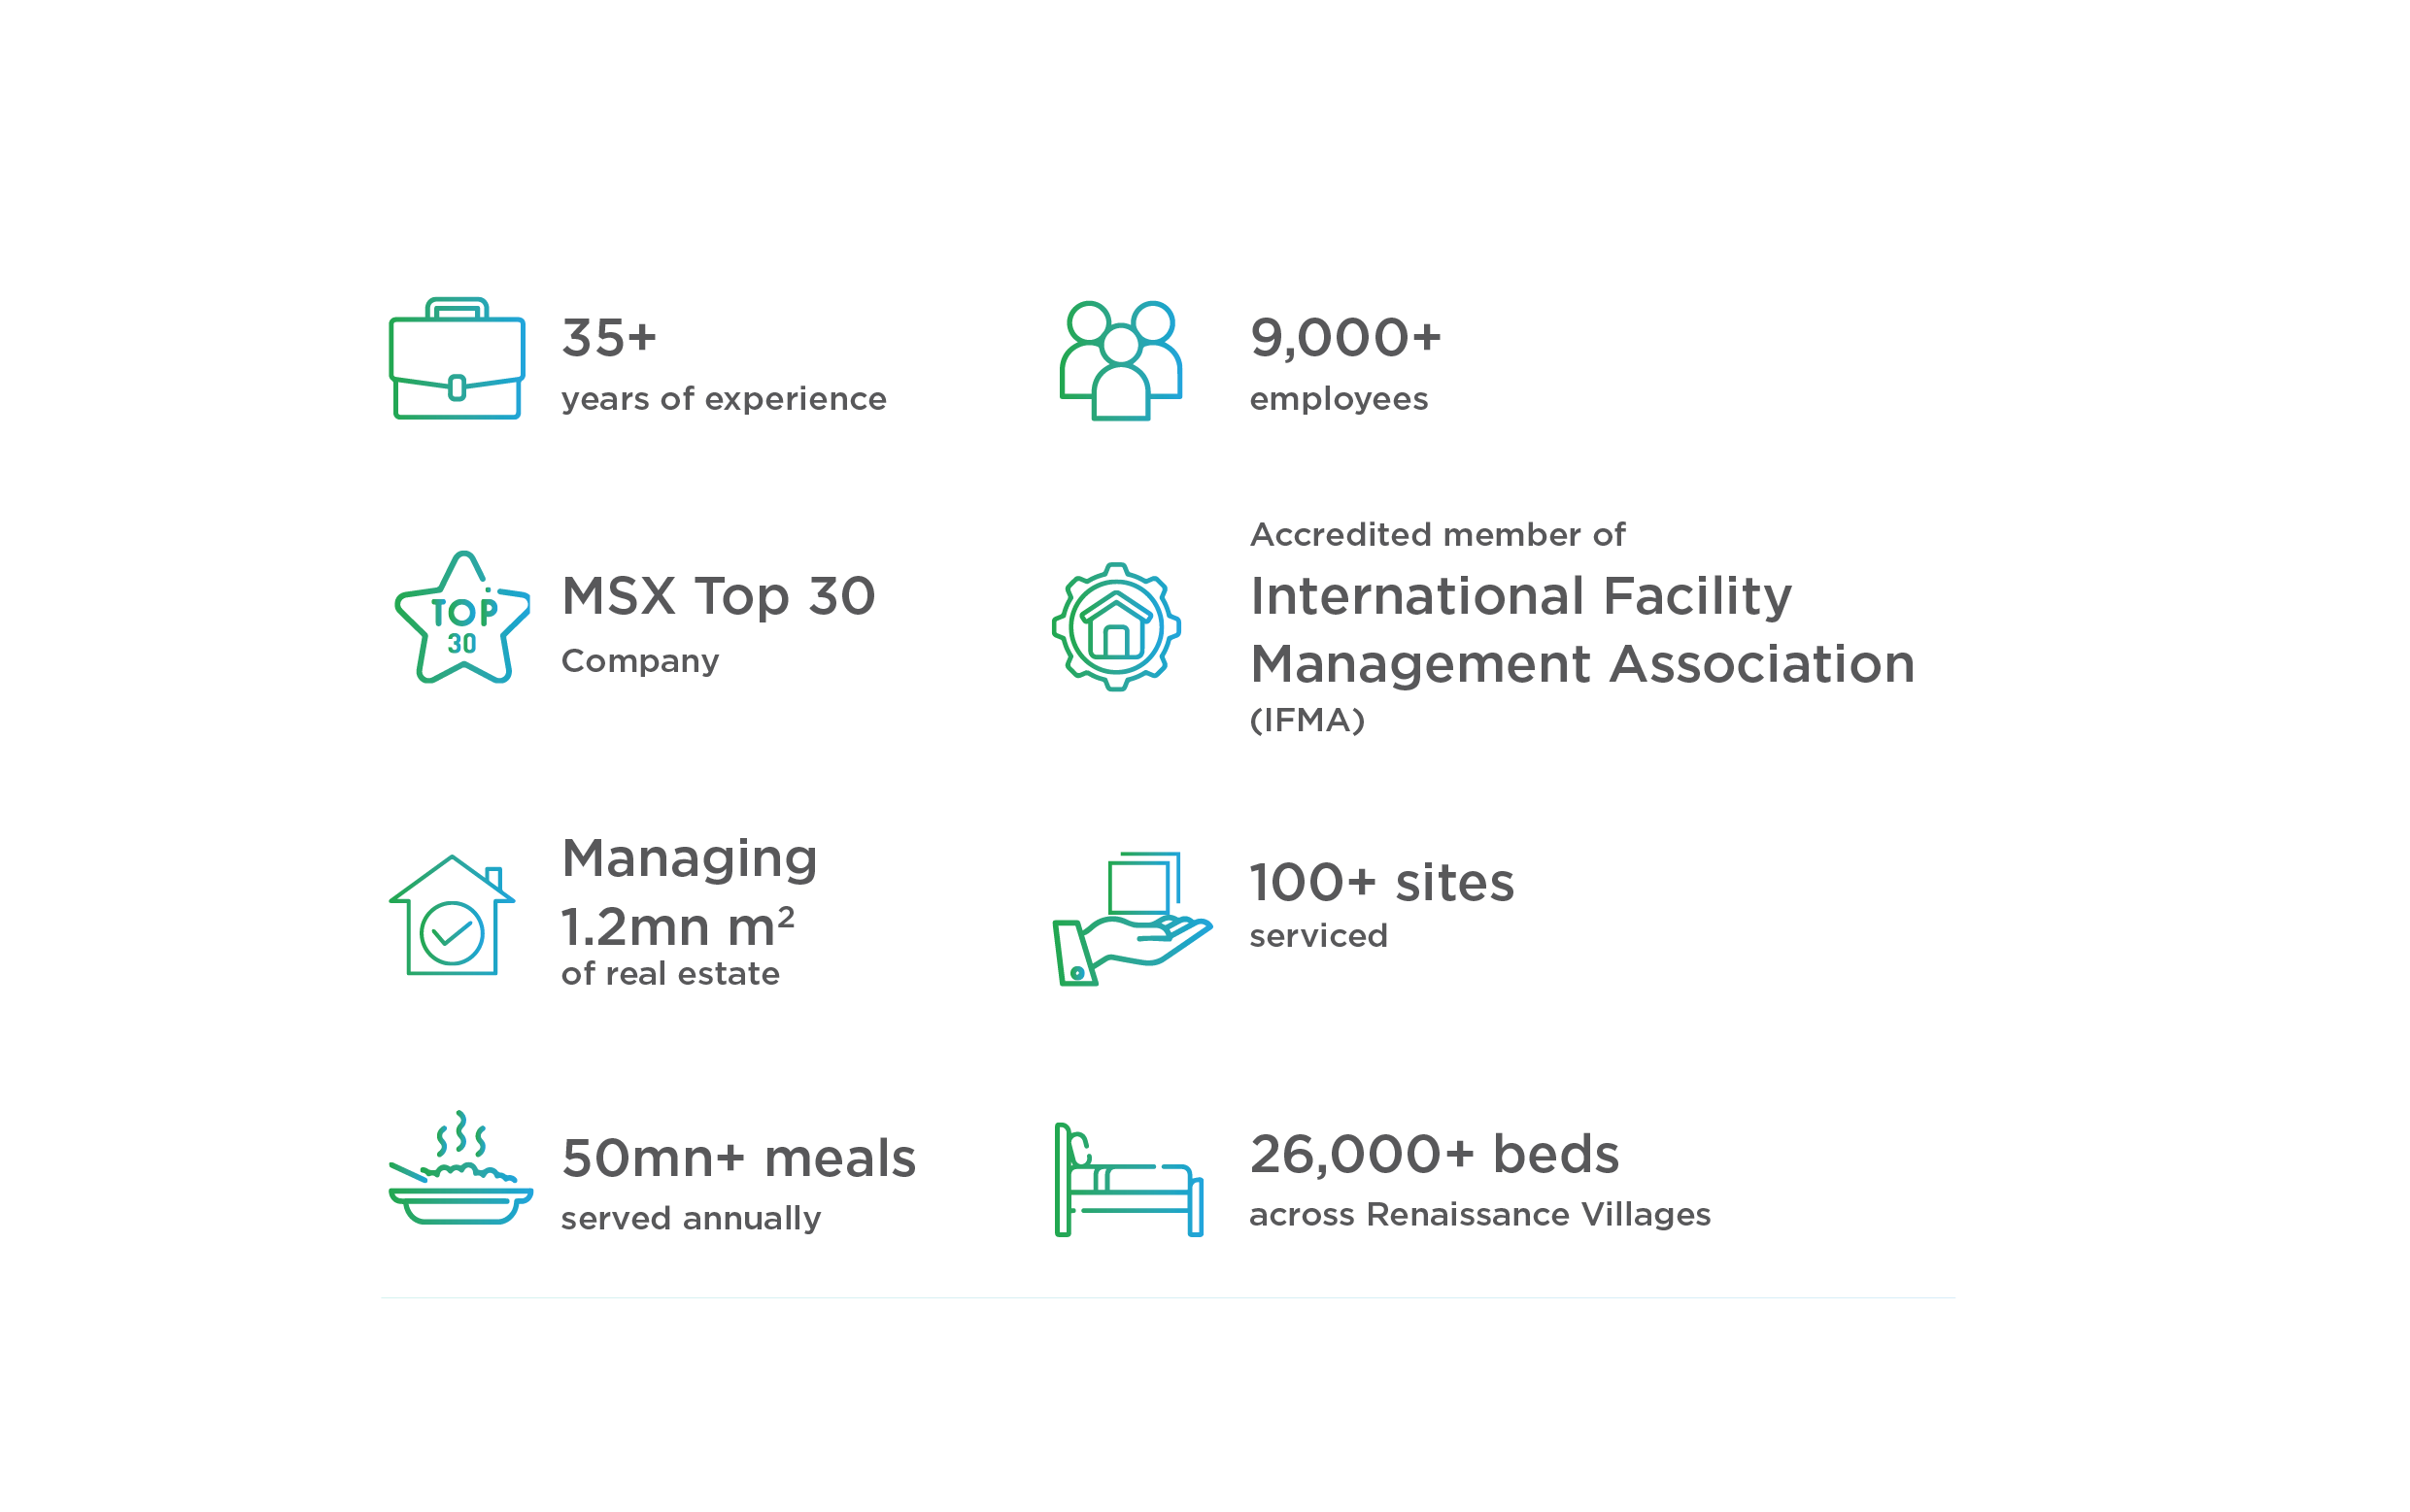 35+
years of experience
9,000+
employees
TOP
30
MSX Top 30
Company
Accredited member of
International Facility
Management Association
(IFMA)
Managing
1.2mn m²
of real estate
100+ sites
serviced
50mn+ meals
served annually
26,000+ beds
across Renaissance Villages